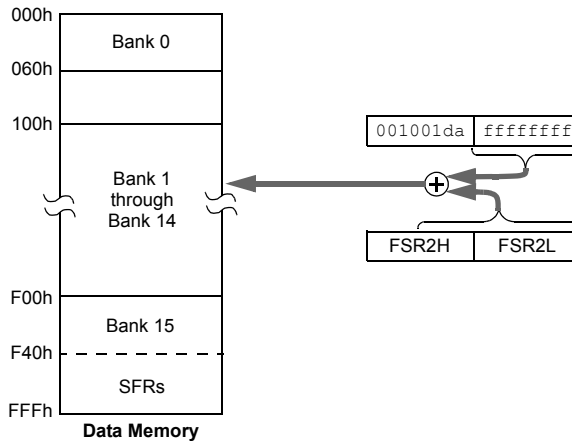 000h
Bank 0
060h
100h
001001da ffffffff
Bank 1
through
Bank 14
FSR2H FSR2L
F00h
Bank 15
F40h
SFRs
FFFh
Data Memory